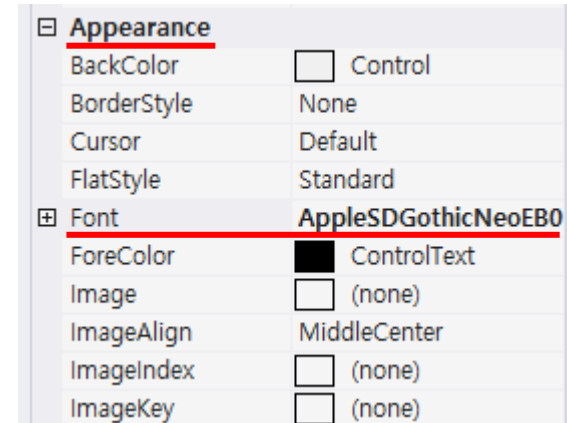 Appearance
BackColor Control
BorderStyle None
Cursor Default
FlatStyle Standard
Font AppleSDGothicNeoEB0
ForeColor ControlText
Image (none)
ImageAlign MiddleCenter
ImageIndex (none)
ImageKey (none)